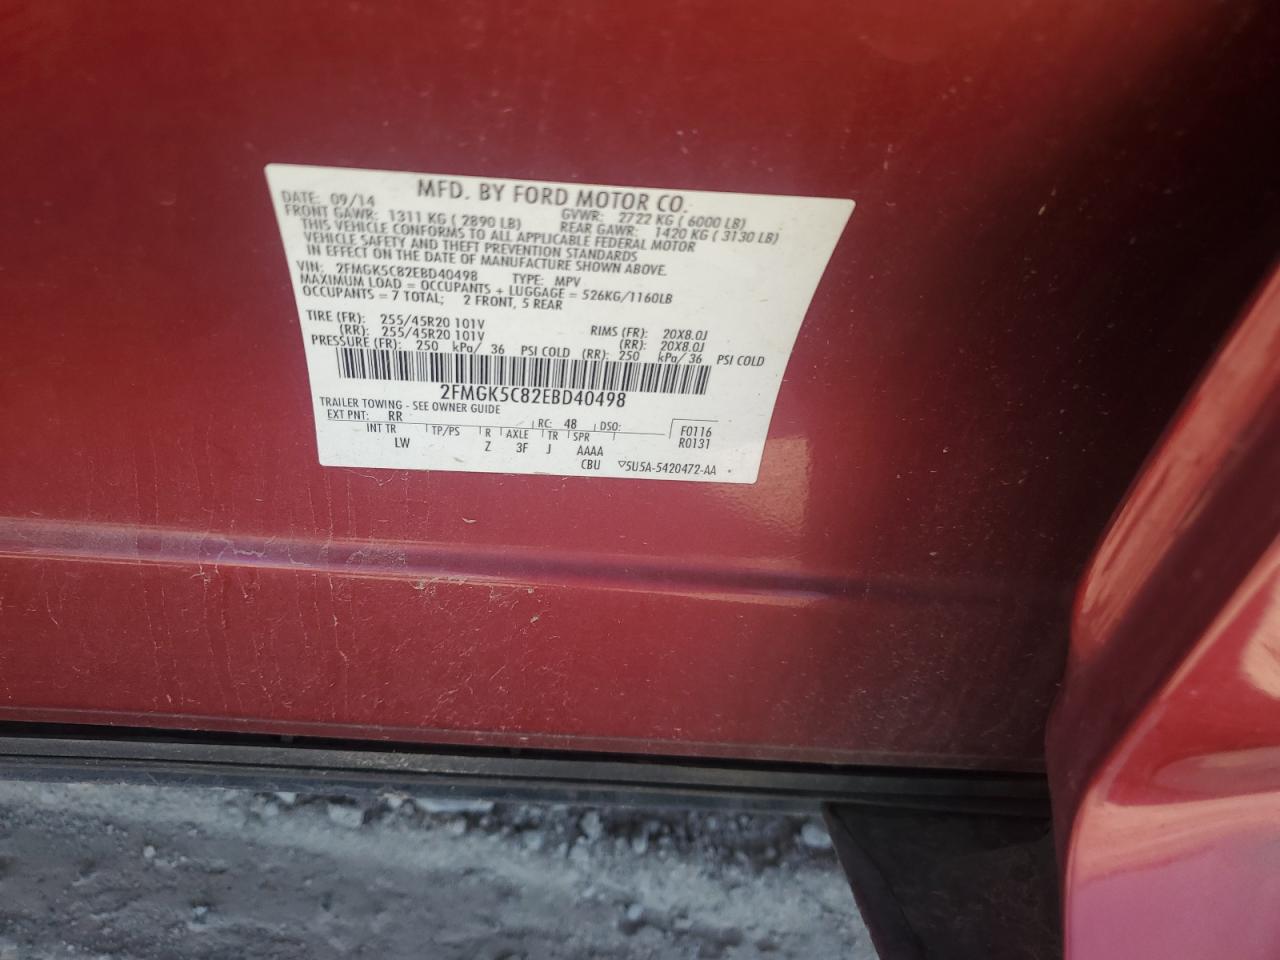 MFD. BY FORD MOTOR CO.
DATE: 09/14 GVWR: 2722 KG ( 6000 LB)
FRONT GAWR: 1311 KG ( 2890 LB) REAR GAWR: 1420 KG ( 3130 LB)
THIS VEHICLE CONFORMS TO ALL APPLICABLE FEDERAL MOTOR
VEHICLE SAFETY AND THEFT PREVENTION STANDARDS
IN EFFECT ON THE DATE OF MANUFACTURE SHOWN ABOVE.
VIN: 2FMGK5C82EBD40498 TYPE: MPV
MAXIMUM LOAD = OCCUPANTS + LUGGAGE = 526KG/1160LB
OCCUPANTS = 7 TOTAL; 2 FRONT, 5 REAR
TIRE (FR): 255/45R20 101V RIMS (FR): 20X8.0J
(RR): 255/45R20 101V (RR): 20X8.0J
PRESSURE (FR): 250 kPa/ 36 PSI COLD (RR): 250 kPa/ 36 PSI COLD
2FMGK5C82EBD40498
TRAILER TOWING - SEE OWNER GUIDE
EXT PNT: RR RC: 48 DSO: F0116
INT TR TP/PS R AXLE TR SPR R0131
LW Z 3F J AAAA
CBU 5U5A-5420472-AA